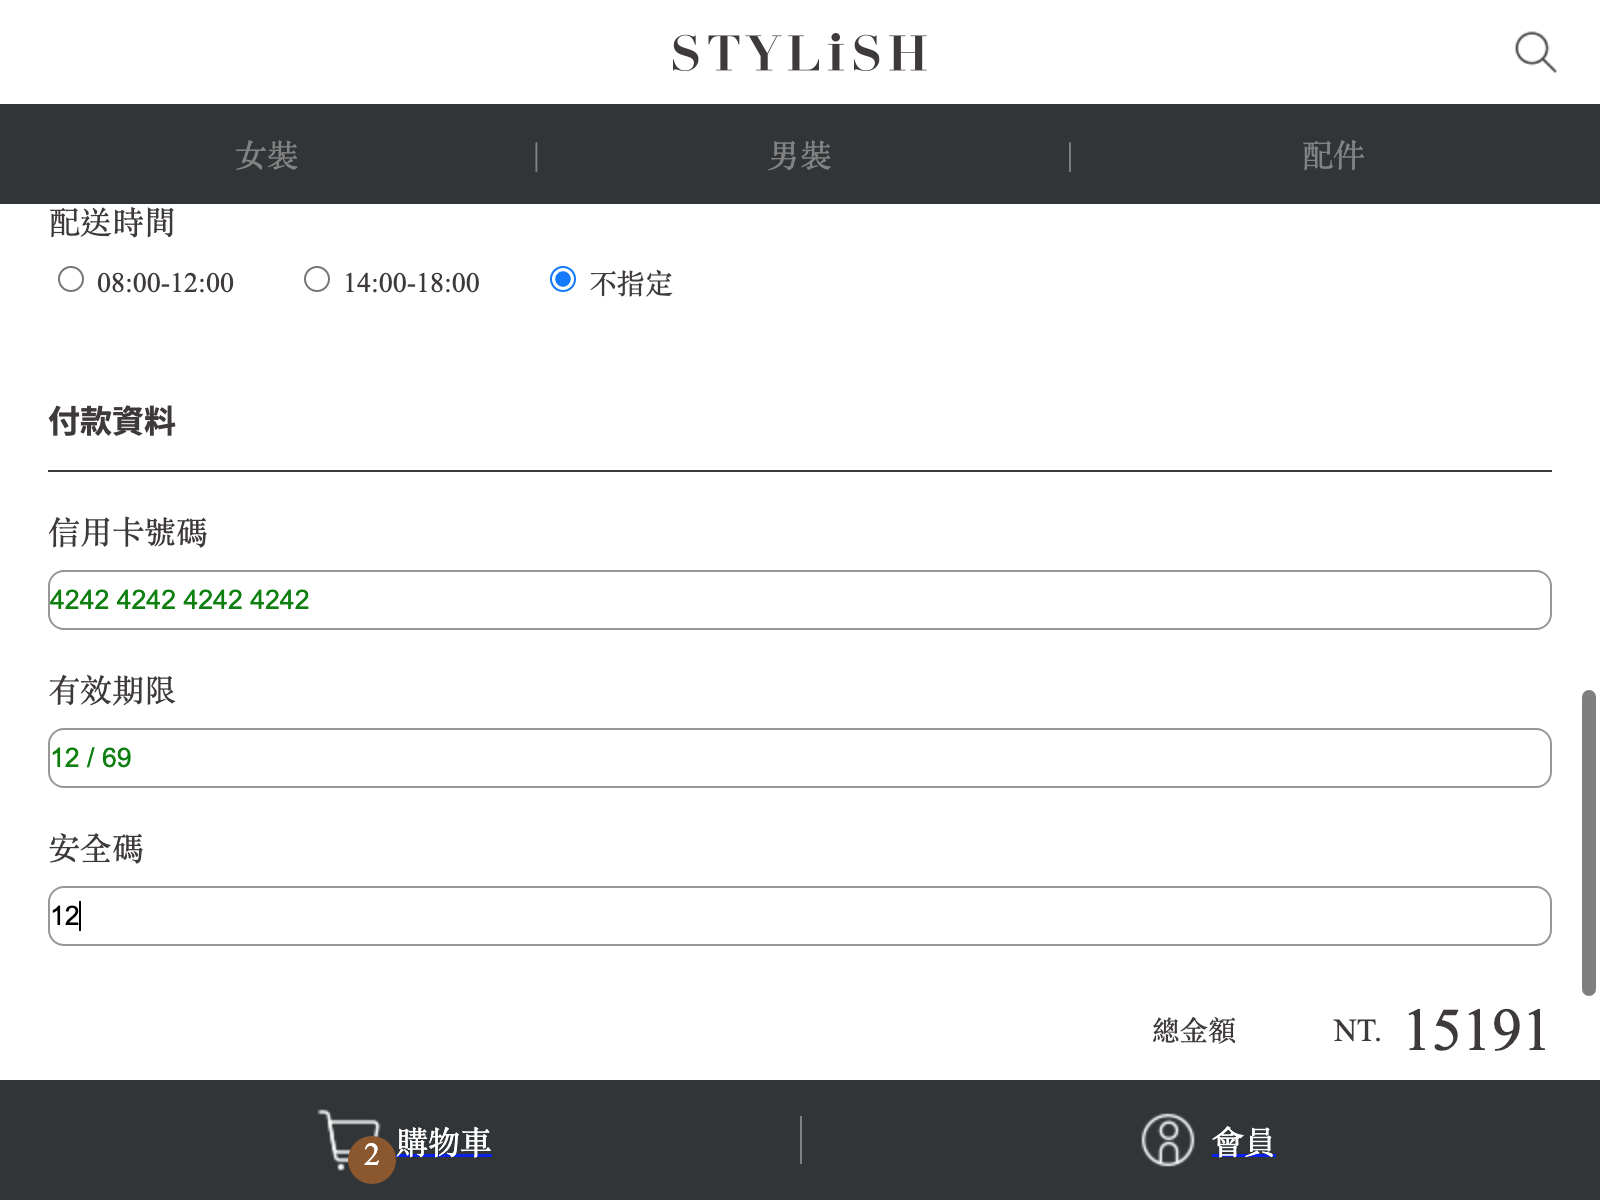 STYLiSH
女裝 | 男裝 | 配件
配送時間
08:00-12:00 14:00-18:00 不指定
付款資料
信用卡號碼
4242 4242 4242 4242
有效期限
12 / 69
安全碼
12
總金額 NT. 15191
2 購物車 | 會員